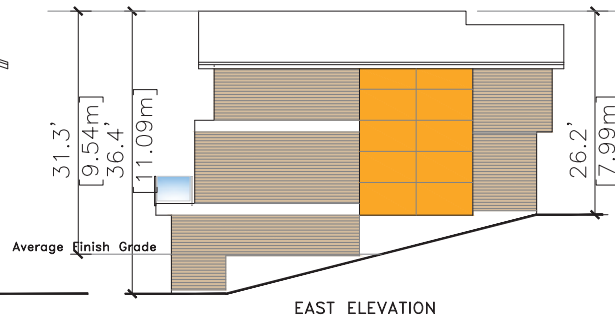 31.3'
9.54m
36.4'
11.09m
26.2'
7.99m
Average Finish Grade
EAST ELEVATION